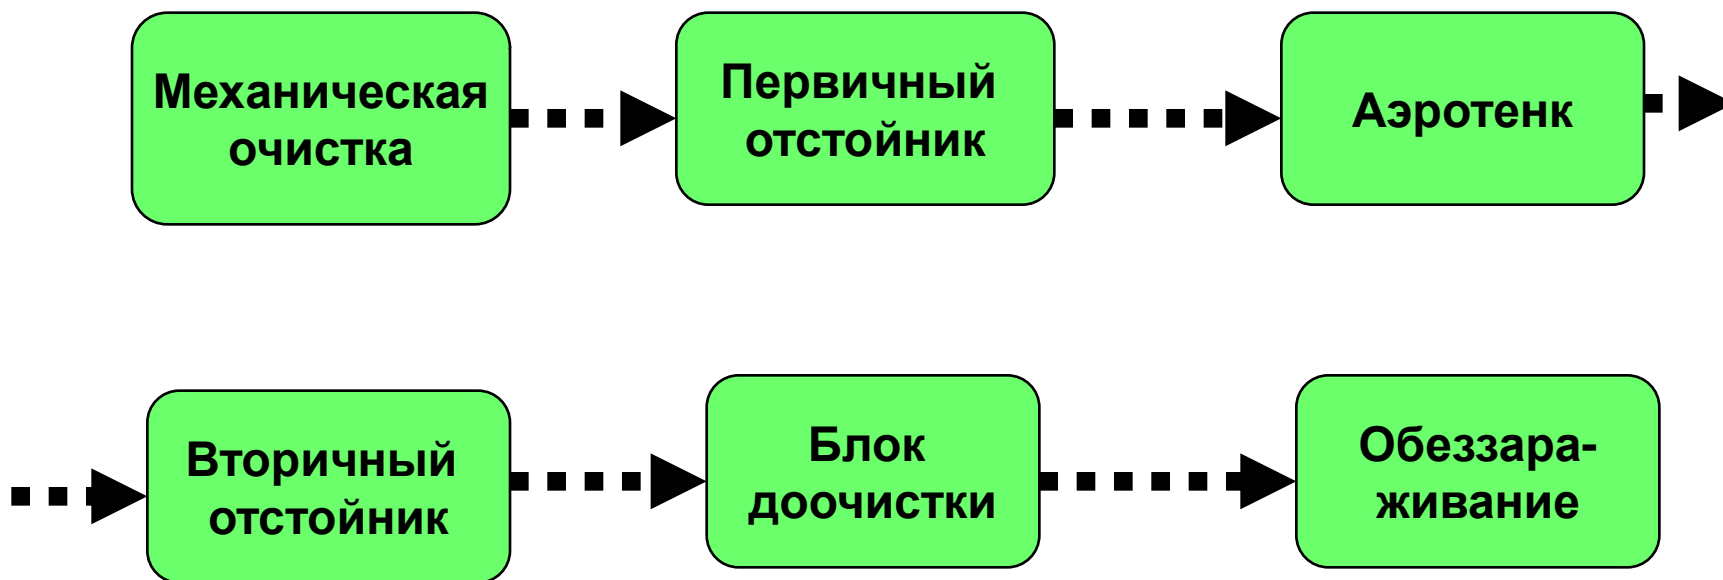 Механическая
очистка
Первичный
отстойник
Аэротенк
Вторичный
отстойник
Блок
доочистки
Обеззара-
живание